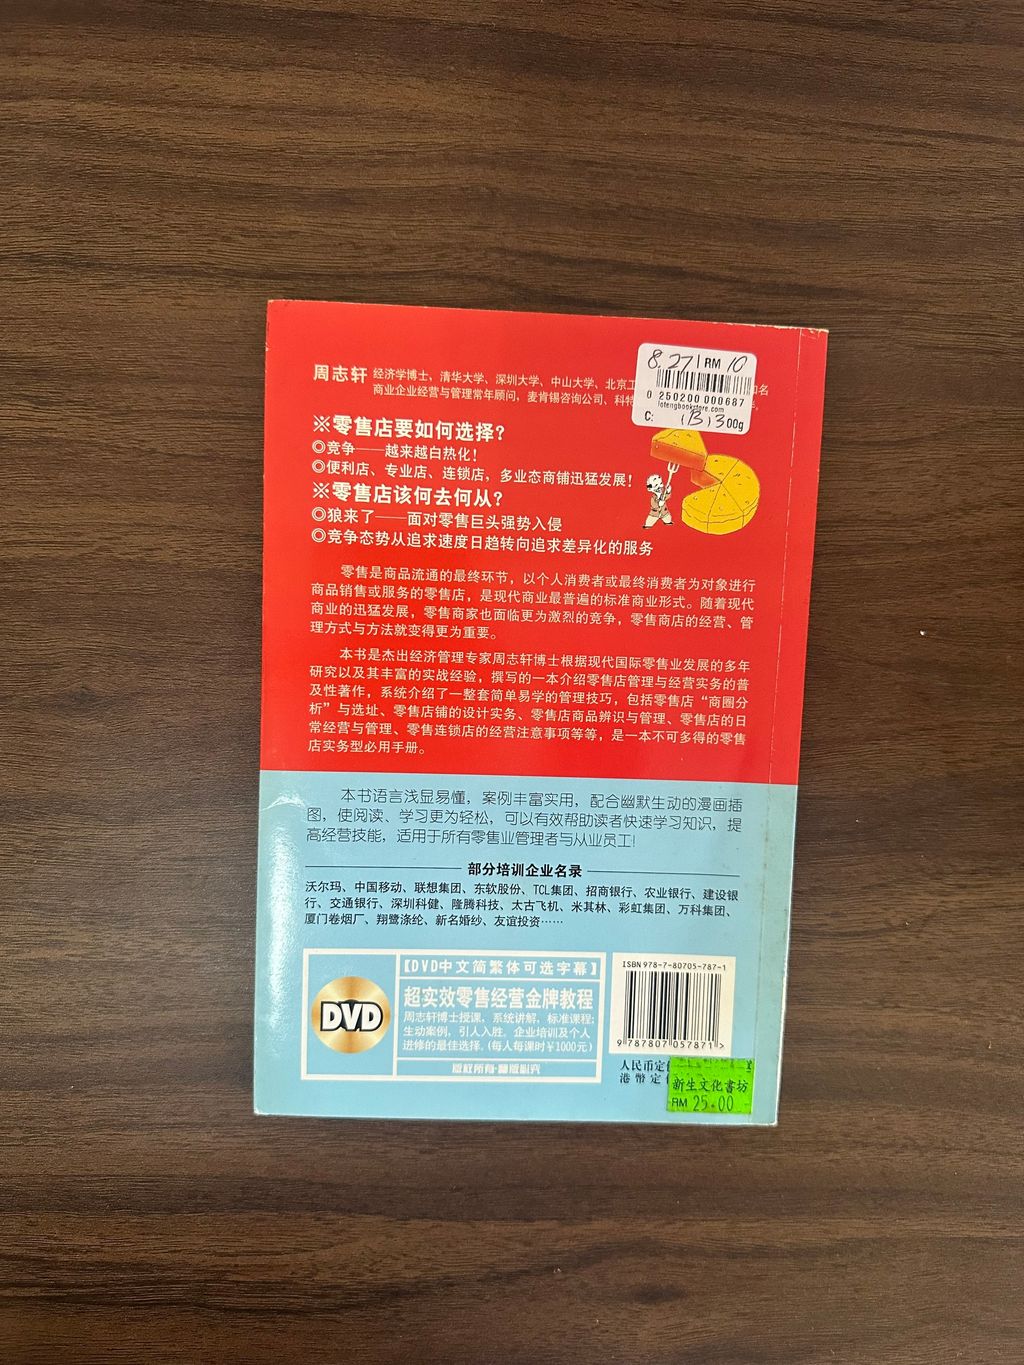 周志轩 经济学博士，清华大学、深圳大学、中山大学、北京工
商业企业经营与管理常年顾问，麦肯锡咨询公司、科特
8.27 RM 10
0 250200 000687
lotengbookstore.com
C: 300g
※零售店要如何选择？
◎竞争——越来越白热化！
◎便利店、专业店、连锁店，多业态商铺迅猛发展！
※零售店该何去何从？
◎狼来了——面对零售巨头强势入侵
◎竞争态势从追求速度日趋转向追求差异化的服务
零售是商品流通的最终环节，以个人消费者或最终消费者为对象进行
商品销售或服务的零售店，是现代商业最普遍的标准商业形式。随着现代
商业的迅猛发展，零售商家也面临更为激烈的竞争，零售商店的经营、管
理方式与方法就变得更为重要。
本书是杰出经济管理专家周志轩博士根据现代国际零售业发展的多年
研究以及其丰富的实战经验，撰写的一本介绍零售店管理与经营实务的普
及性著作，系统介绍了一整套简单易学的管理技巧，包括零售店“商圈分
析”与选址、零售店铺的设计实务、零售店商品辨识与管理、零售店的日
常经营与管理、零售连锁店的经营注意事项等等，是一本不可多得的零售
店实务型必用手册。
本书语言浅显易懂，案例丰富实用，配合幽默生动的漫画插
图，使阅读、学习更为轻松，可以有效帮助读者快速学习知识，提
高经营技能，适用于所有零售业管理者与从业员工！
部分培训企业名录
沃尔玛、中国移动、联想集团、东软股份、TCL集团、招商银行、农业银行、建设银
行、交通银行、深圳科健、隆腾科技、太古飞机、米其林、彩虹集团、万科集团、
厦门卷烟厂、翔鹭涤纶、新名婚纱、友谊投资……
【DVD中文简繁体可选字幕】
DVD
超实效零售经营金牌教程
周志轩博士授课，系统讲解，标准课程；
生动案例，引人入胜。企业培训及个人
进修的最佳选择。（每人每课时￥1000元）
版权所有·翻版必究
ISBN 978-7-80705-787-1
9 787807 057871 >
人民币定
港幣定
新生文化書坊
RM 25.00